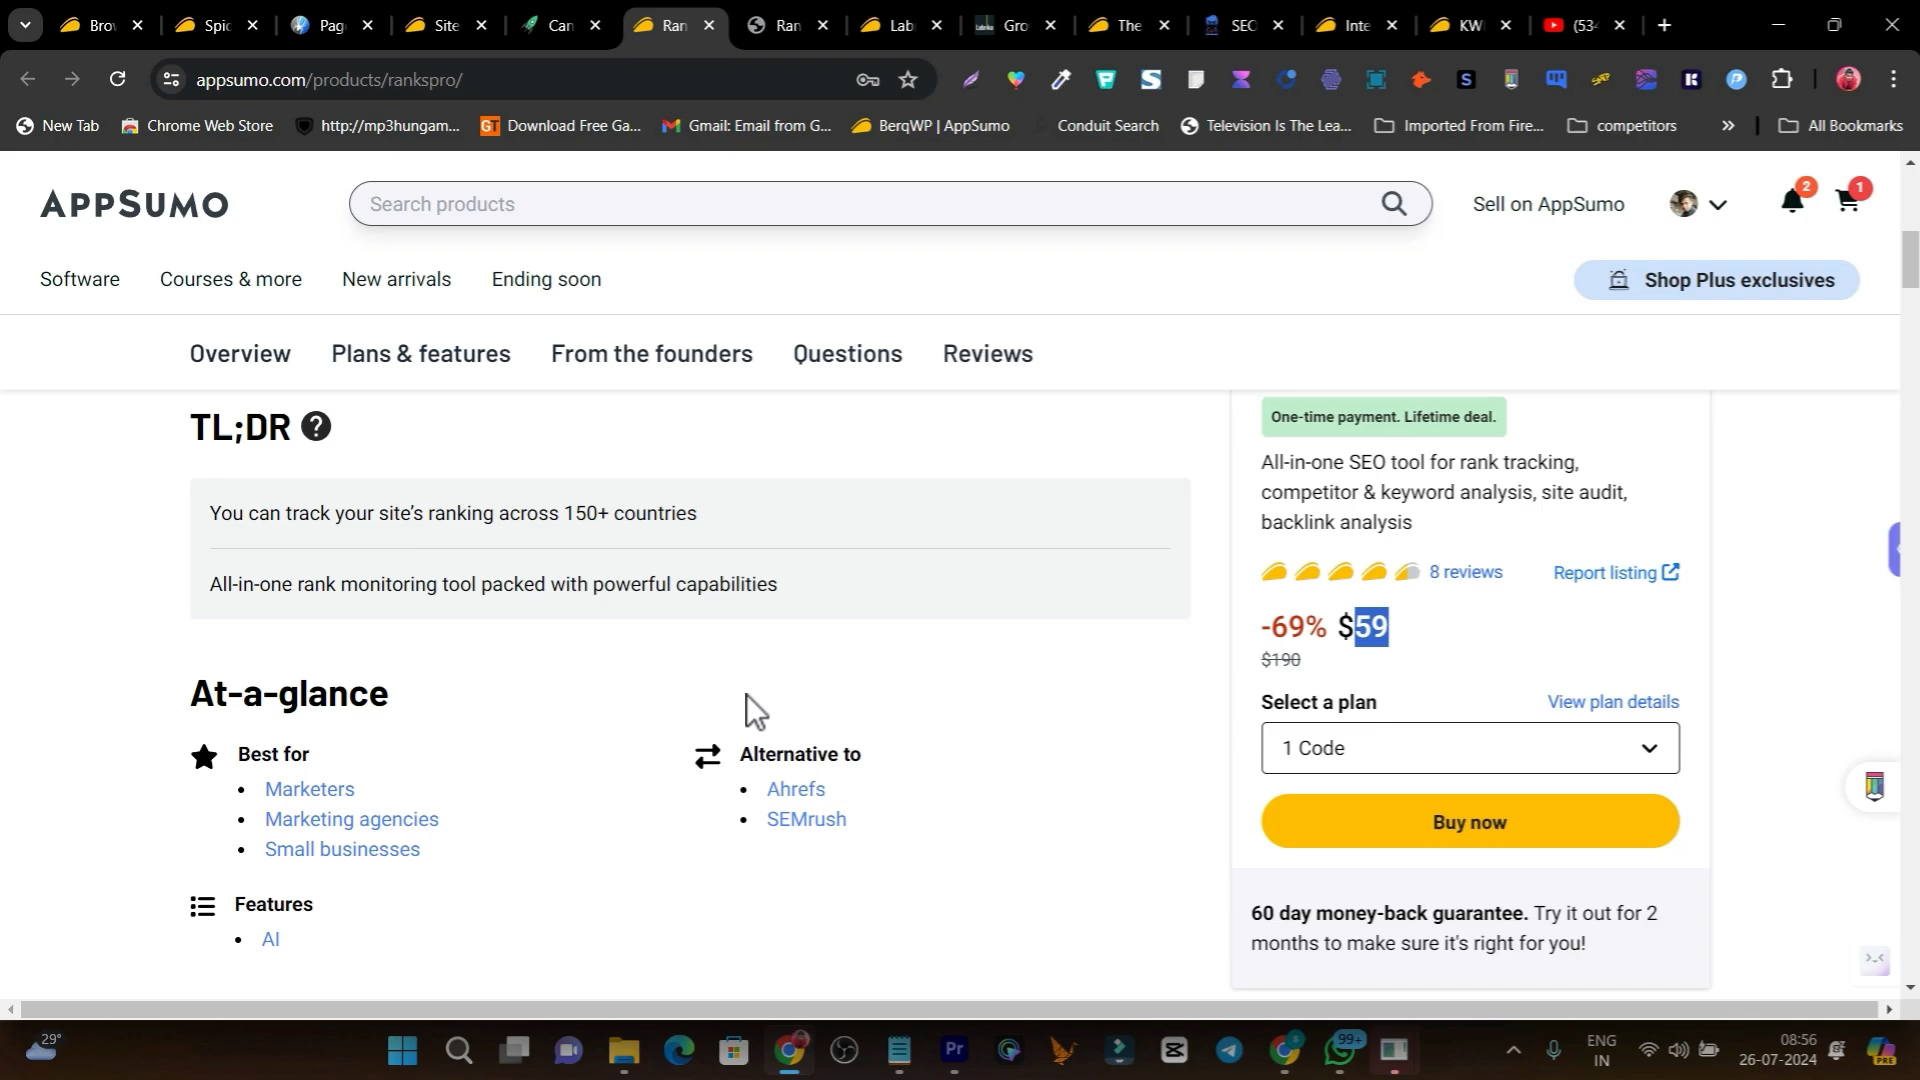 Bro
Spic
Pag
Site
Can
Ran
Ran
Lab
Gro
The
SEC
Inte
KW
(534
appsumo.com/products/rankspro/
New Tab
Chrome Web Store
http://mp3hungam...
Download Free Ga...
Gmail: Email from G...
BerqWP | AppSumo
Conduit Search
Television Is The Lea...
Imported From Fire...
competitors
»
All Bookmarks
APPSUMO
Search products
Sell on AppSumo
2
1
Software
Courses & more
New arrivals
Ending soon
Shop Plus exclusives
Overview
Plans & features
From the founders
Questions
Reviews
TL;DR
You can track your site's ranking across 150+ countries
All-in-one rank monitoring tool packed with powerful capabilities
At-a-glance
Best for
Marketers
Marketing agencies
Small businesses
Alternative to
Ahrefs
SEMrush
Features
AI
One-time payment. Lifetime deal.
All-in-one SEO tool for rank tracking,
competitor & keyword analysis, site audit,
backlink analysis
8 reviews
Report listing
-69% $59
$190
Select a plan
View plan details
1 Code
Buy now
60 day money-back guarantee. Try it out for 2
months to make sure it's right for you!
29°
Pr
99+
ENG
IN
08:56
26-07-2024
PRE